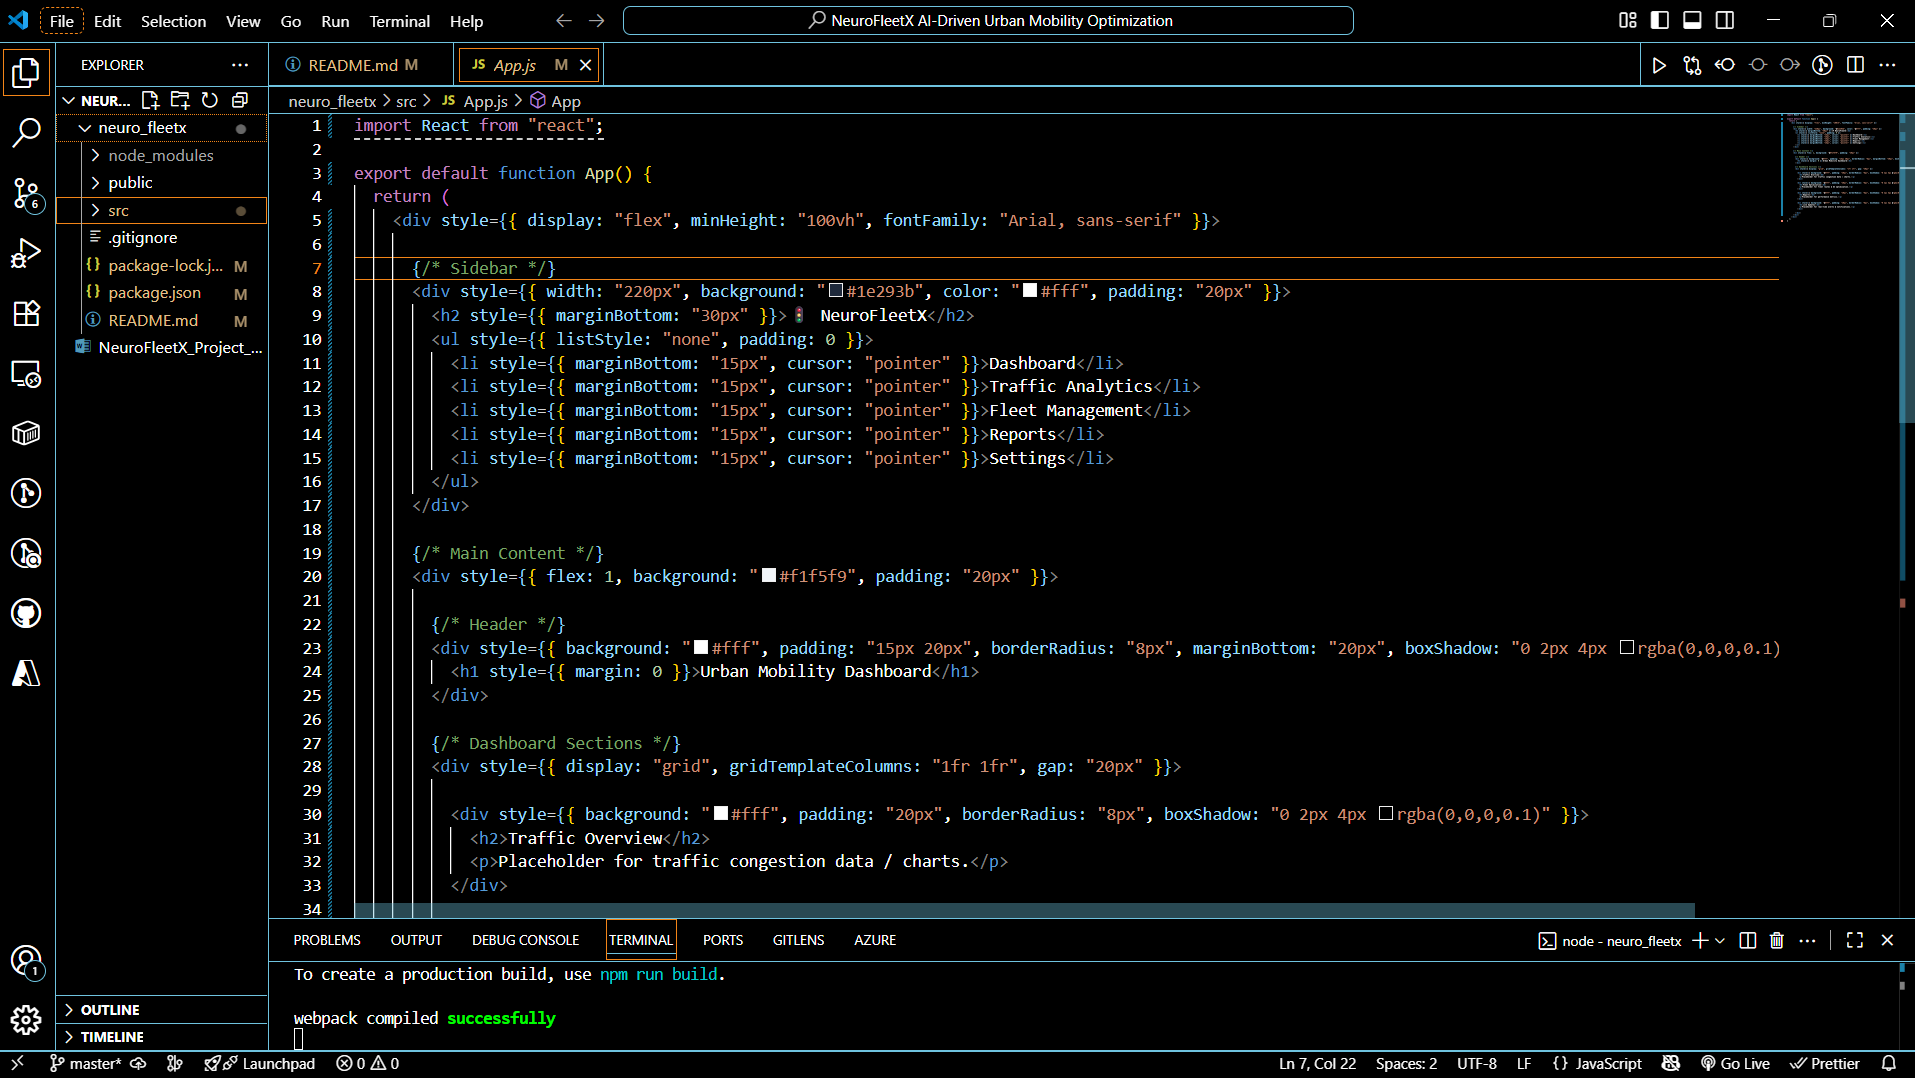 File Edit Selection View Go Run Terminal Help
NeuroFleetX AI-Driven Urban Mobility Optimization
EXPLORER
NEUR...
neuro_fleetx
node_modules
public
src
.gitignore
package-lock.j... M
package.json M
README.md M
NeuroFleetX_Project_...
OUTLINE
TIMELINE
6
1
README.md M
JS App.js M
neuro_fleetx > src > JS App.js > App
1 import React from "react";
2
3 export default function App() {
4 return (
5 <div style={{ display: "flex", minHeight: "100vh", fontFamily: "Arial, sans-serif" }}>
6
7 {/* Sidebar */}
8 <div style={{ width: "220px", background: "#1e293b", color: "#fff", padding: "20px" }}>
9 <h2 style={{ marginBottom: "30px" }}>🚦 NeuroFleetX</h2>
10 <ul style={{ listStyle: "none", padding: 0 }}>
11 <li style={{ marginBottom: "15px", cursor: "pointer" }}>Dashboard</li>
12 <li style={{ marginBottom: "15px", cursor: "pointer" }}>Traffic Analytics</li>
13 <li style={{ marginBottom: "15px", cursor: "pointer" }}>Fleet Management</li>
14 <li style={{ marginBottom: "15px", cursor: "pointer" }}>Reports</li>
15 <li style={{ marginBottom: "15px", cursor: "pointer" }}>Settings</li>
16 </ul>
17 </div>
18
19 {/* Main Content */}
20 <div style={{ flex: 1, background: "#f1f5f9", padding: "20px" }}>
21
22 {/* Header */}
23 <div style={{ background: "#fff", padding: "15px 20px", borderRadius: "8px", marginBottom: "20px", boxShadow: "0 2px 4px rgba(0,0,0,0.1)
24 <h1 style={{ margin: 0 }}>Urban Mobility Dashboard</h1>
25 </div>
26
27 {/* Dashboard Sections */}
28 <div style={{ display: "grid", gridTemplateColumns: "1fr 1fr", gap: "20px" }}>
29
30 <div style={{ background: "#fff", padding: "20px", borderRadius: "8px", boxShadow: "0 2px 4px rgba(0,0,0,0.1)" }}>
31 <h2>Traffic Overview</h2>
32 <p>Placeholder for traffic congestion data / charts.</p>
33 </div>
34
PROBLEMS OUTPUT DEBUG CONSOLE TERMINAL PORTS GITLENS AZURE
node - neuro_fleetx
To create a production build, use npm run build.
webpack compiled successfully
master* Launchpad 0 0 Ln 7, Col 22 Spaces: 2 UTF-8 LF {} JavaScript Go Live Prettier